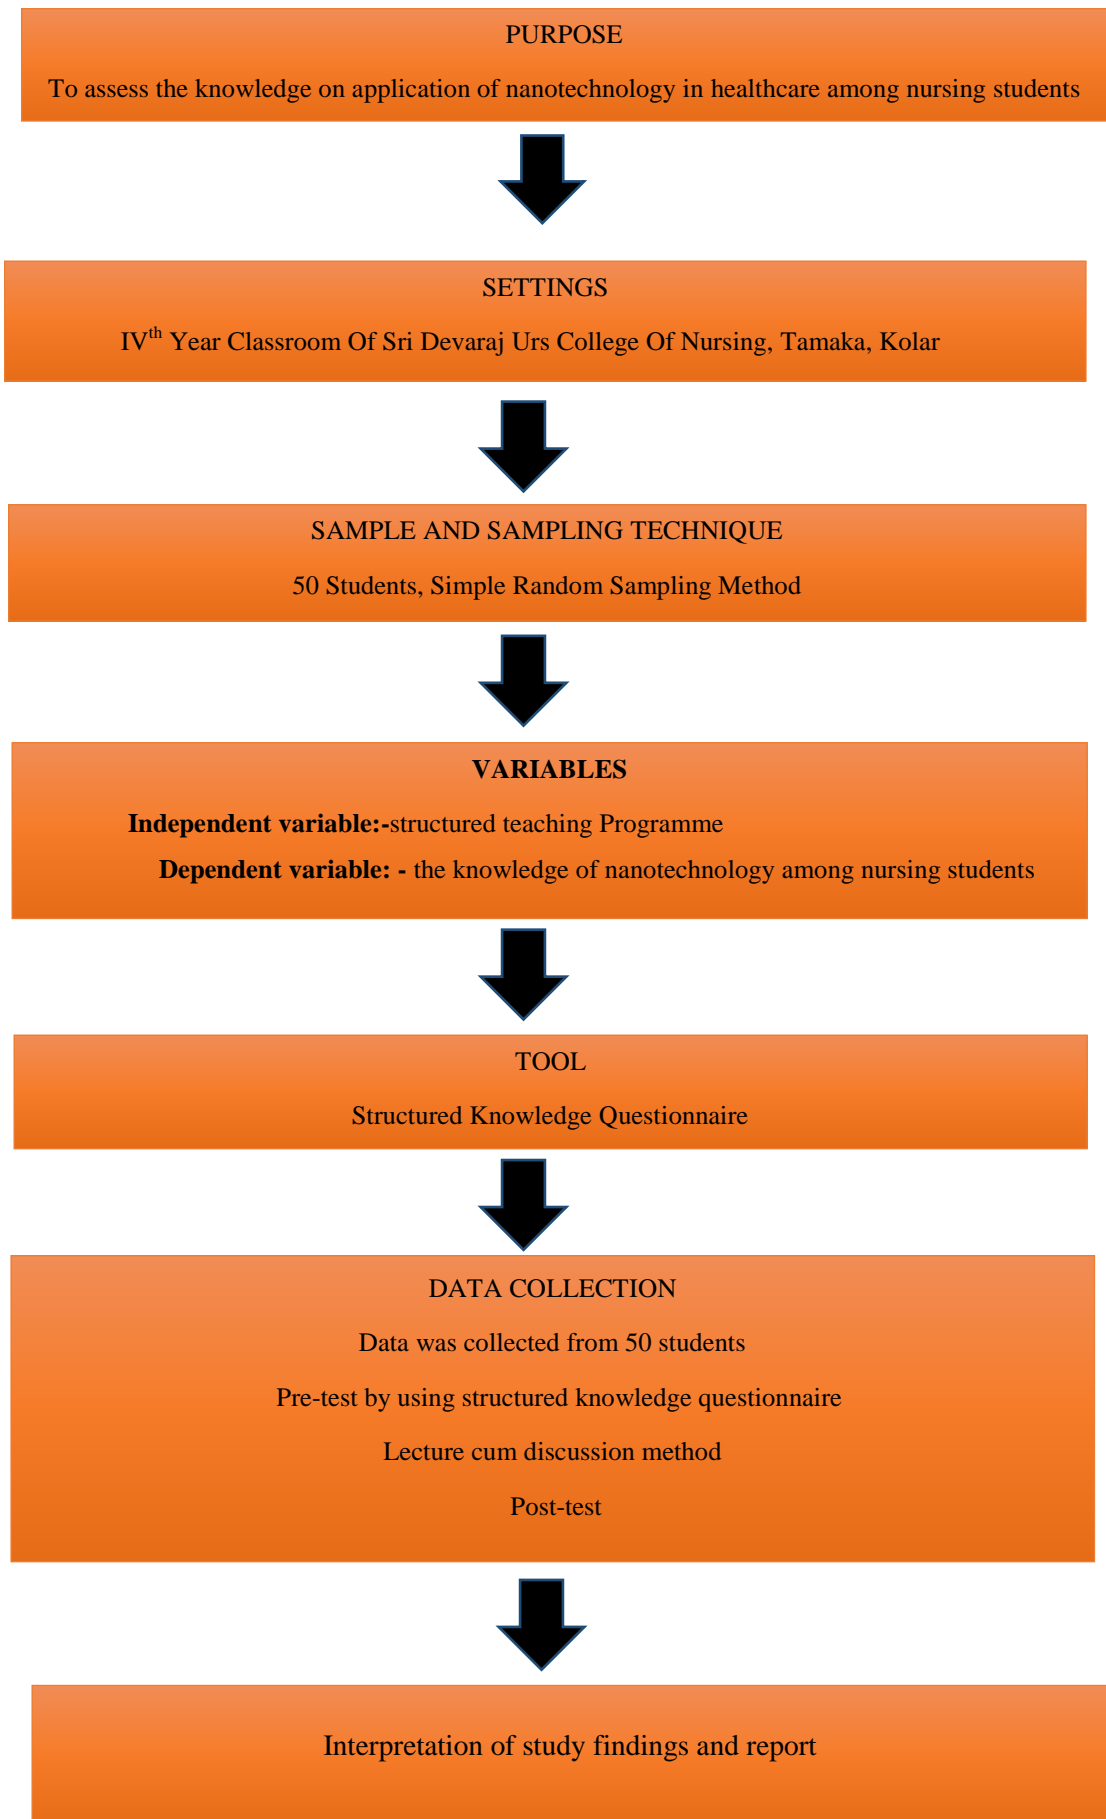 PURPOSE
To assess the knowledge on application of nanotechnology in healthcare among nursing students
SETTINGS
IVth Year Classroom Of Sri Devaraj Urs College Of Nursing, Tamaka, Kolar
SAMPLE AND SAMPLING TECHNIQUE
50 Students, Simple Random Sampling Method
VARIABLES
Independent variable:-structured teaching Programme
Dependent variable: - the knowledge of nanotechnology among nursing students
TOOL
Structured Knowledge Questionnaire
DATA COLLECTION
Data was collected from 50 students
Pre-test by using structured knowledge questionnaire
Lecture cum discussion method
Post-test
Interpretation of study findings and report